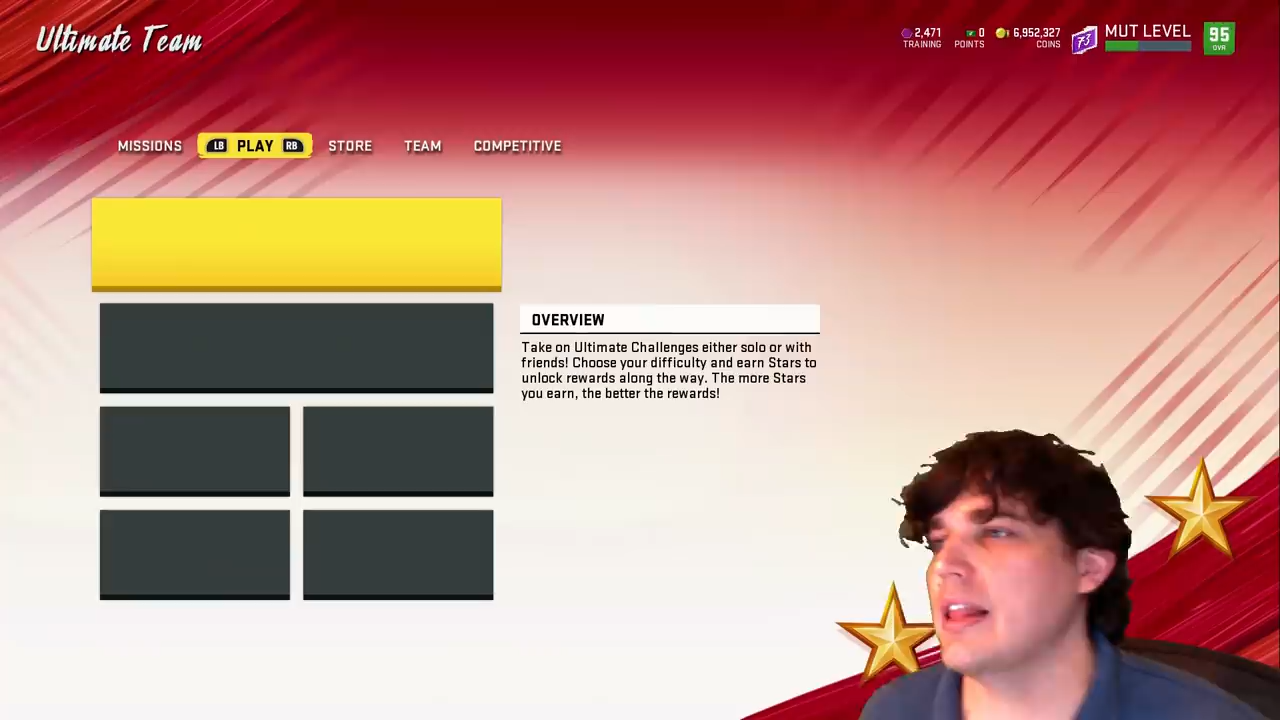 Ultimate Team
2,471
TRAINING
0
POINTS
6,952,327
COINS
73
MUT LEVEL
95
OVR
MISSIONS
LB PLAY RB
STORE
TEAM
COMPETITIVE
OVERVIEW
Take on Ultimate Challenges either solo or with
friends! Choose your difficulty and earn Stars to
unlock rewards along the way. The more Stars
you earn, the better the rewards!